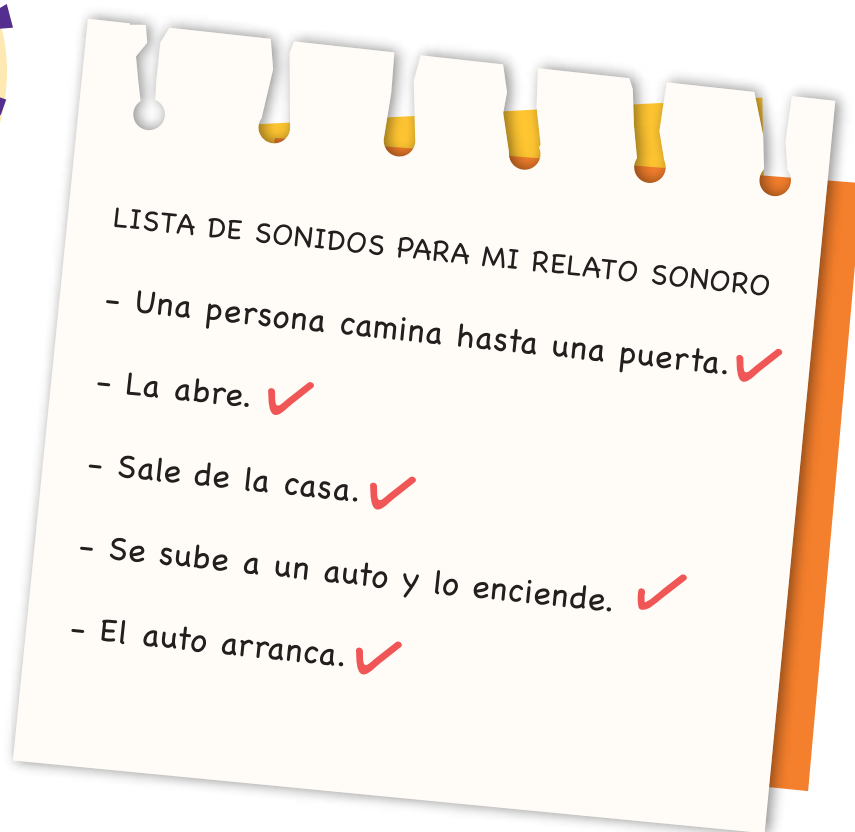 LISTA DE SONIDOS PARA MI RELATO SONORO
- Una persona camina hasta una puerta.
- La abre.
- Sale de la casa.
- Se sube a un auto y lo enciende.
- El auto arranca.